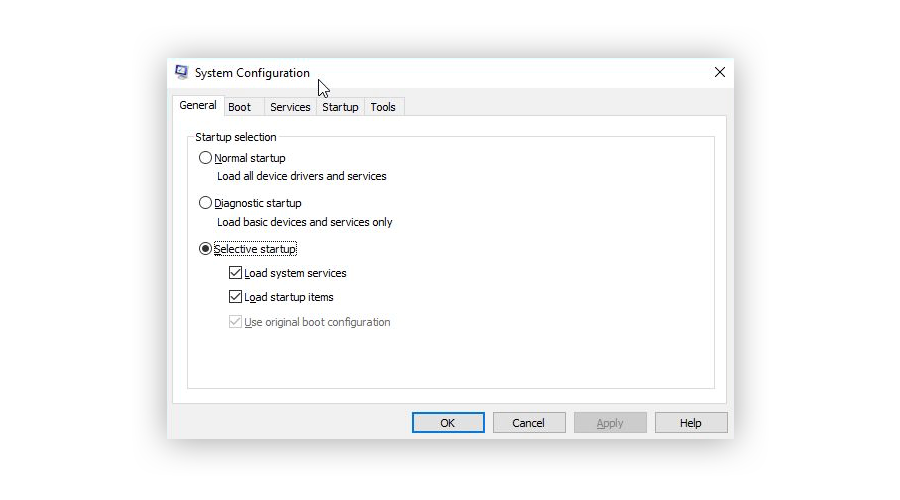 System Configuration
General Boot Services Startup Tools
Startup selection
Normal startup
Load all device drivers and services
Diagnostic startup
Load basic devices and services only
Selective startup
Load system services
Load startup items
Use original boot configuration
OK Cancel Apply Help